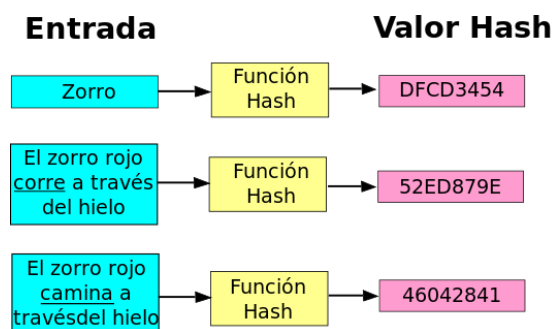 Entrada
Valor Hash
Zorro
Función
Hash
DFCD3454
El zorro rojo
corre a través
del hielo
Función
Hash
52ED879E
El zorro rojo
camina a
travésdel hielo
Función
Hash
46042841